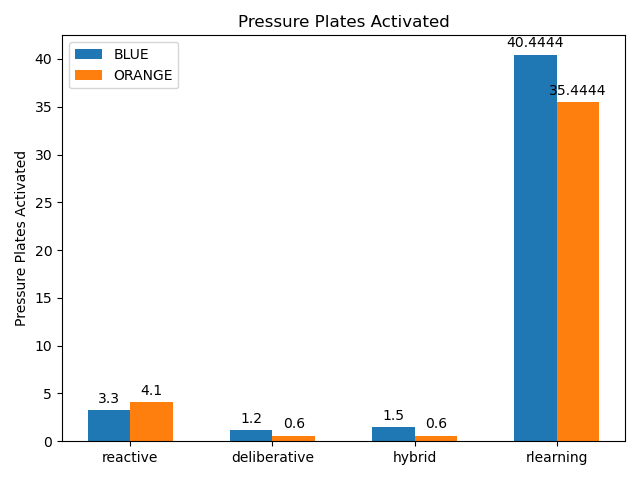 Pressure Plates Activated
BLUE
ORANGE
Pressure Plates Activated
40
35
30
25
20
15
10
5
0
3.3
4.1
1.2
0.6
1.5
0.6
40.4444
35.4444
reactive
deliberative
hybrid
rlearning